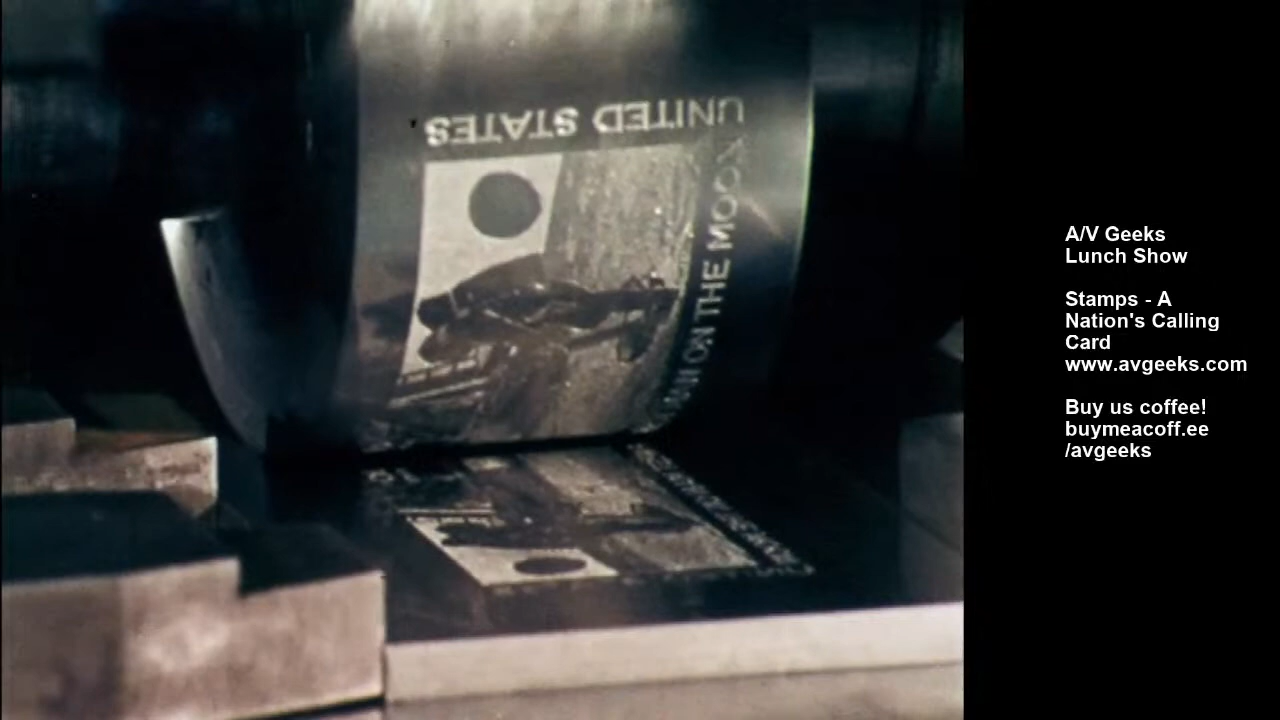 UNITED STATES
ON THE MOON
A/V Geeks
Lunch Show
Stamps - A
Nation's Calling
Card
www.avgeeks.com
Buy us coffee!
buymeacoff.ee
/avgeeks